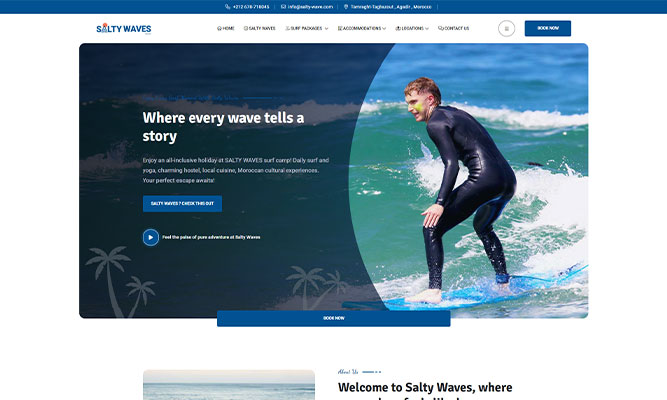 +212 678-718043
info@salty-wave.com
Tamraght-Taghazout, Agadir, Morocco
SALTY WAVES
HOME
SALTY WAVES
SURF PACKAGES
ACCOMMODATIONS
LOCATIONS
CONTACT US
BOOK NOW
Where every wave tells a
story
Enjoy an all-inclusive holiday at SALTY WAVES surf camp! Daily surf and
yoga, charming hostel, local cuisine, Moroccan cultural experiences.
Your perfect escape awaits!
SALTY WAVES ? CHECK THIS OUT
Feel the pulse of pure adventure at Salty Waves
BOOK NOW
About Us
Welcome to Salty Waves, where